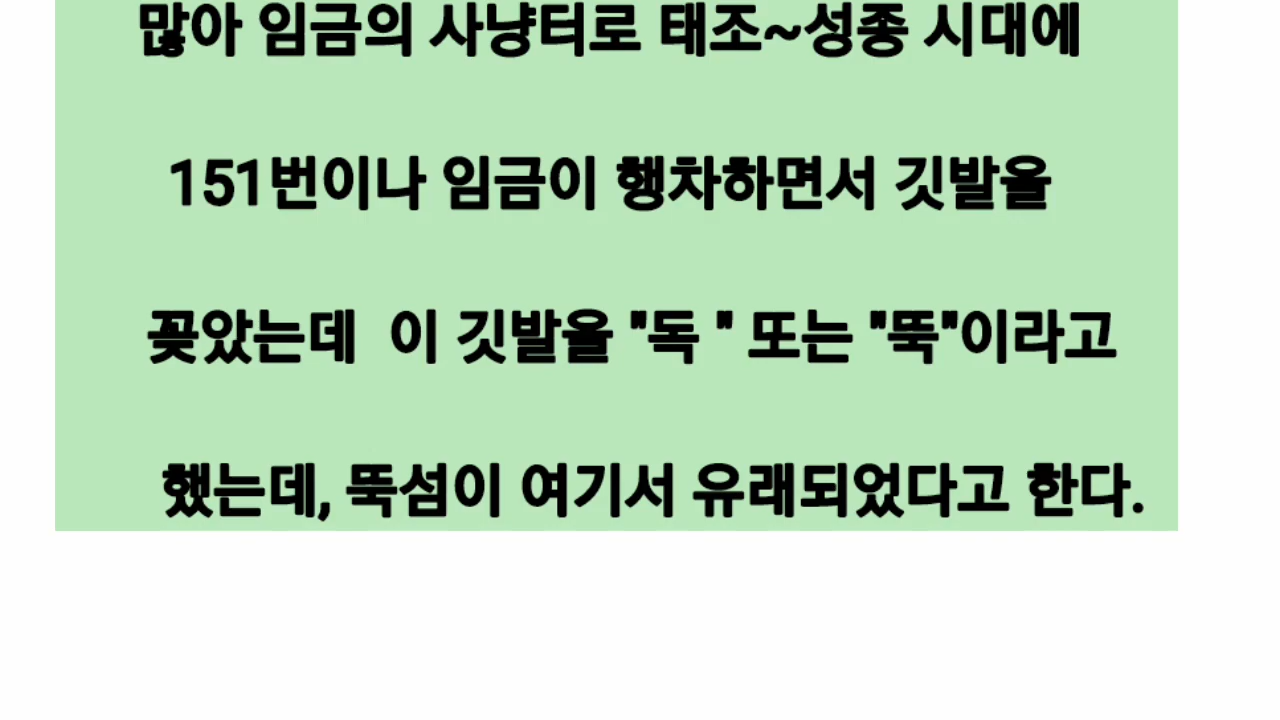 많아 임금의 사냥터로 태조~성종 시대에
151번이나 임금이 행차하면서 깃발을
꽂았는데 이 깃발을 "독 " 또는 "뚝"이라고
했는데, 뚝섬이 여기서 유래되었다고 한다.